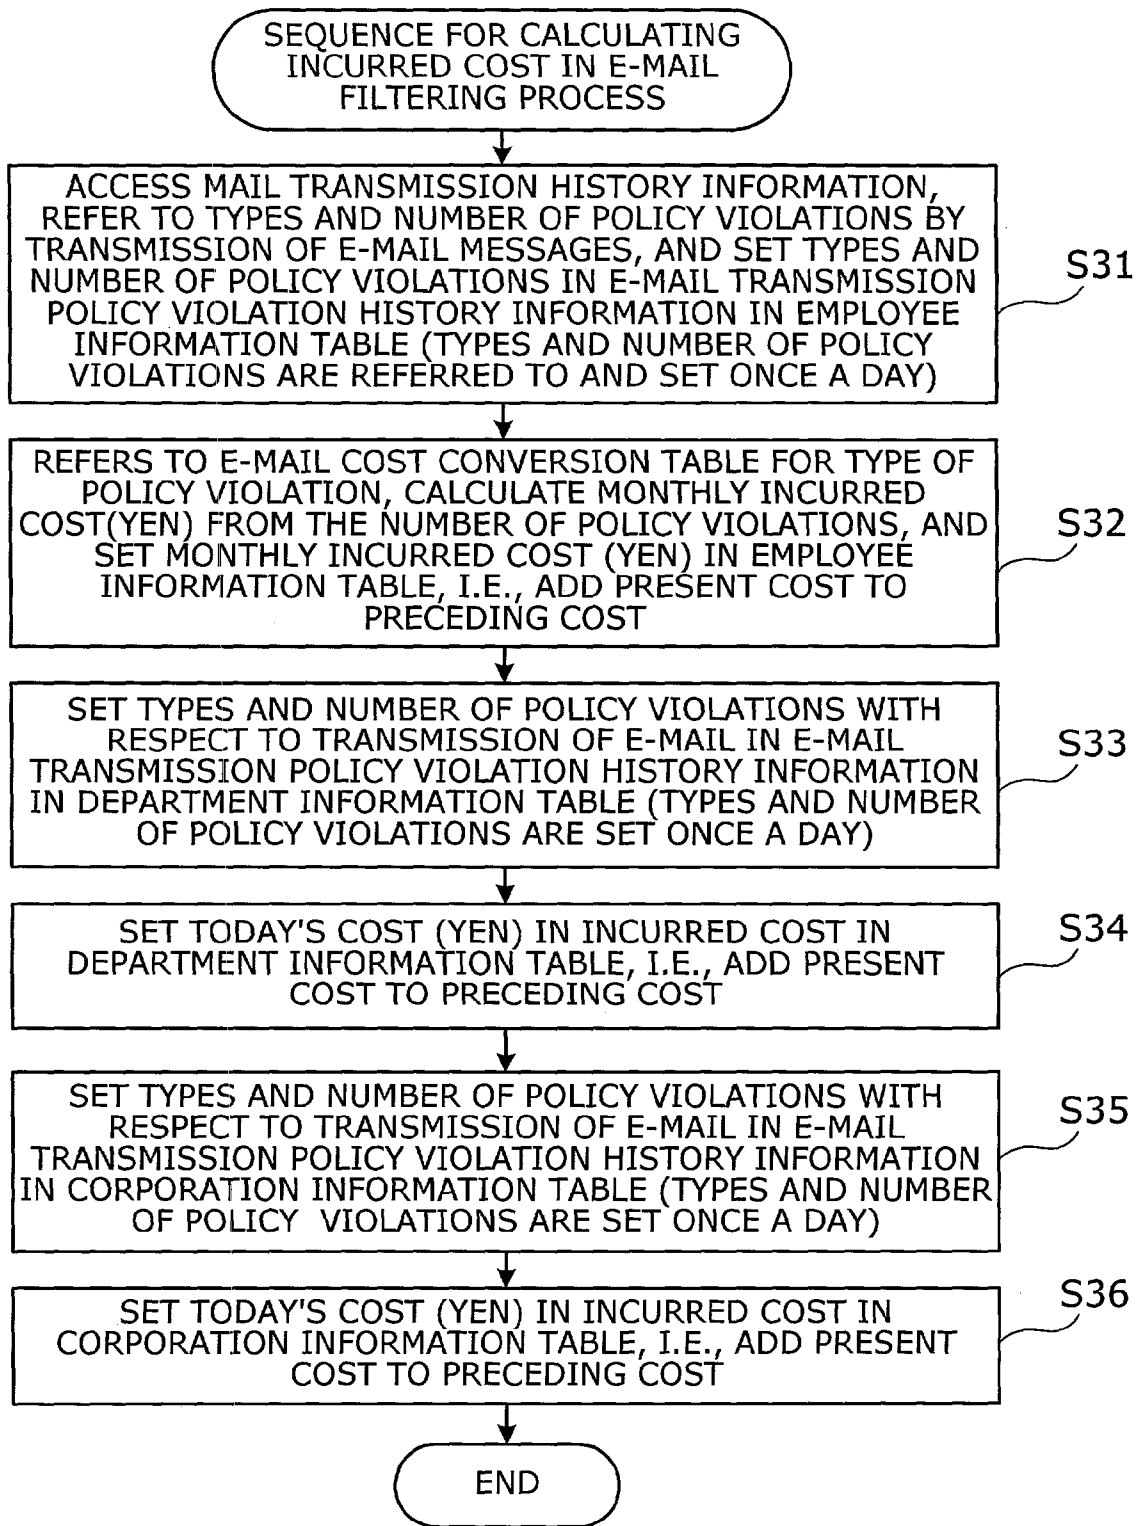 SEQUENCE FOR CALCULATING
INCURRED COST IN E-MAIL
FILTERING PROCESS
ACCESS MAIL TRANSMISSION HISTORY INFORMATION,
REFER TO TYPES AND NUMBER OF POLICY VIOLATIONS BY
TRANSMISSION OF E-MAIL MESSAGES, AND SET TYPES AND
NUMBER OF POLICY VIOLATIONS IN E-MAIL TRANSMISSION
POLICY VIOLATION HISTORY INFORMATION IN EMPLOYEE
INFORMATION TABLE (TYPES AND NUMBER OF POLICY
VIOLATIONS ARE REFERRED TO AND SET ONCE A DAY)
S31
REFERS TO E-MAIL COST CONVERSION TABLE FOR TYPE OF
POLICY VIOLATION, CALCULATE MONTHLY INCURRED
COST(YEN) FROM THE NUMBER OF POLICY VIOLATIONS, AND
SET MONTHLY INCURRED COST (YEN) IN EMPLOYEE
INFORMATION TABLE, I.E., ADD PRESENT COST TO
PRECEDING COST
S32
SET TYPES AND NUMBER OF POLICY VIOLATIONS WITH
RESPECT TO TRANSMISSION OF E-MAIL IN E-MAIL
TRANSMISSION POLICY VIOLATION HISTORY INFORMATION
IN DEPARTMENT INFORMATION TABLE (TYPES AND NUMBER
OF POLICY VIOLATIONS ARE SET ONCE A DAY)
S33
SET TODAY'S COST (YEN) IN INCURRED COST IN
DEPARTMENT INFORMATION TABLE, I.E., ADD PRESENT
COST TO PRECEDING COST
S34
SET TYPES AND NUMBER OF POLICY VIOLATIONS WITH
RESPECT TO TRANSMISSION OF E-MAIL IN E-MAIL
TRANSMISSION POLICY VIOLATION HISTORY INFORMATION
IN CORPORATION INFORMATION TABLE (TYPES AND NUMBER
OF POLICY VIOLATIONS ARE SET ONCE A DAY)
S35
SET TODAY'S COST (YEN) IN INCURRED COST IN
CORPORATION INFORMATION TABLE, I.E., ADD PRESENT
COST TO PRECEDING COST
S36
END